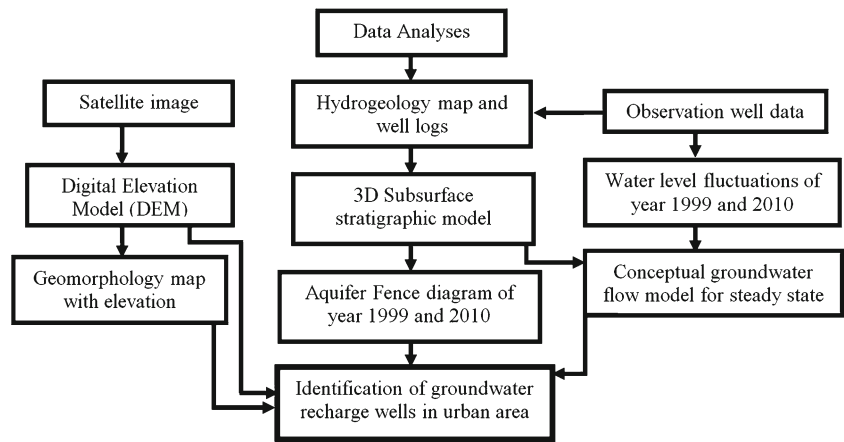 Data Analyses
Satellite image
Hydrogeology map and
well logs
Observation well data
Digital Elevation
Model (DEM)
3D Subsurface
stratigraphic model
Water level fluctuations of
year 1999 and 2010
Geomorphology map
with elevation
Aquifer Fence diagram of
year 1999 and 2010
Conceptual groundwater
flow model for steady state
Identification of groundwater
recharge wells in urban area